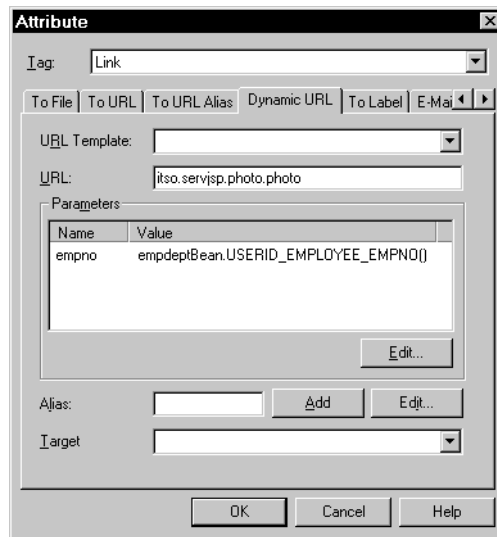 Attribute
Tag: Link
To File To URL To URL Alias Dynamic URL To Label E-Mai
URL Template:
URL: itso.servjsp.photo.photo
Parameters
Name Value
empno empdeptBean.USERID_EMPLOYEE_EMPNO()
Edit...
Alias: Add Edit...
Target
OK Cancel Help